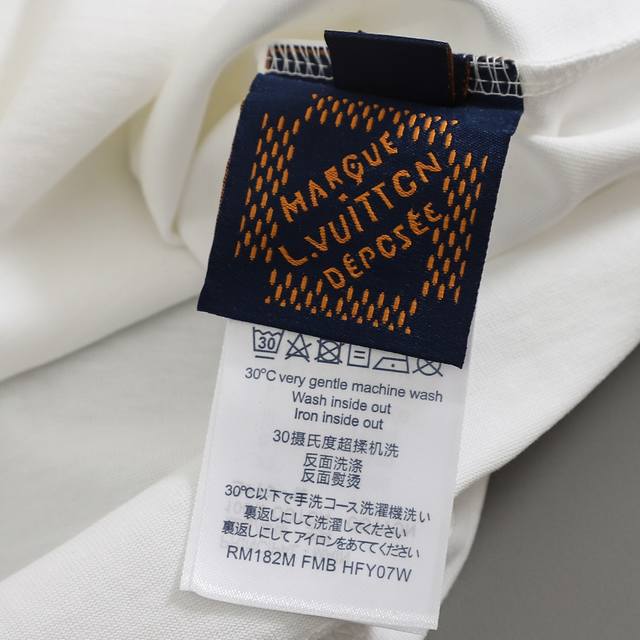 MARQUE
L.VUITTON
DÉPOSÉE
30
30°C very gentle machine wash
Wash inside out
Iron inside out
30摄氏度超揉机洗
反面洗涤
反面熨烫
30℃以下で手洗コース洗濯機洗い
裏返しにして洗濯してください
裏返しにしてアイロンをあててください
RM182M FMB HFY07W